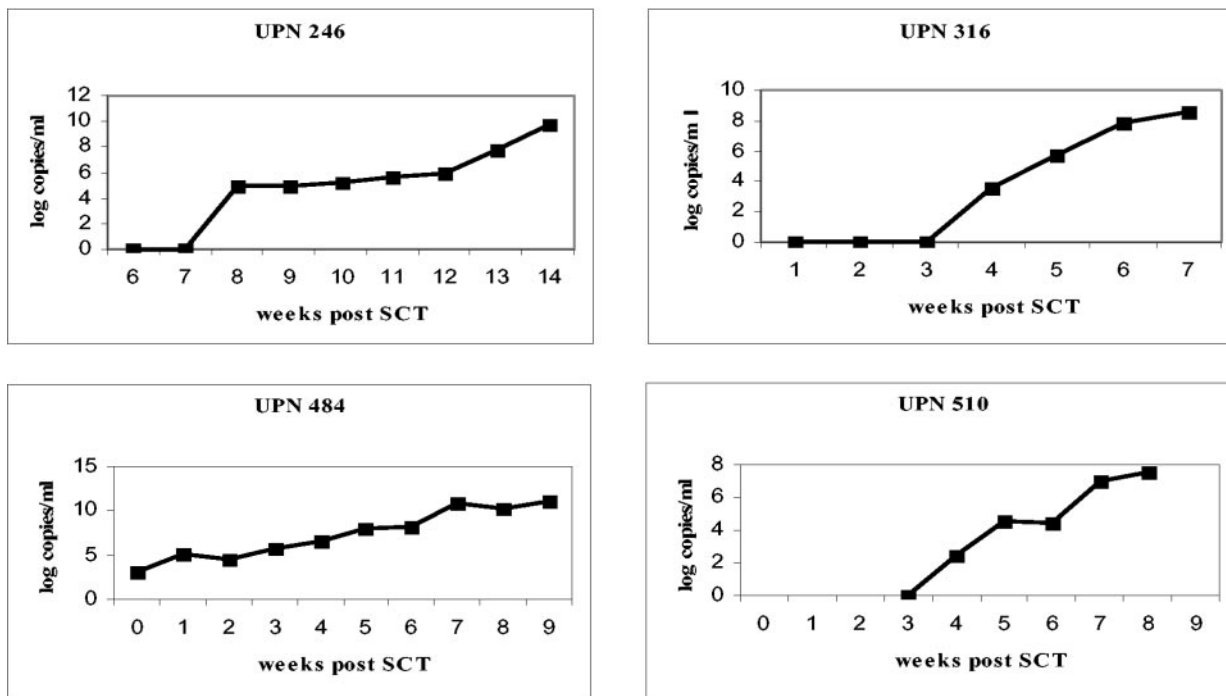 UPN 246
log copies/ml
12
10
8
6
4
2
0
6 7 8 9 10 11 12 13 14
weeks post SCT
UPN 316
log copies/m l
10
8
6
4
2
0
1 2 3 4 5 6 7
weeks post SCT
UPN 484
log copies/ml
15
10
5
0
0 1 2 3 4 5 6 7 8 9
weeks post SCT
UPN 510
log copies/ml
8
6
4
2
0
0 1 2 3 4 5 6 7 8 9
weeks post SCT